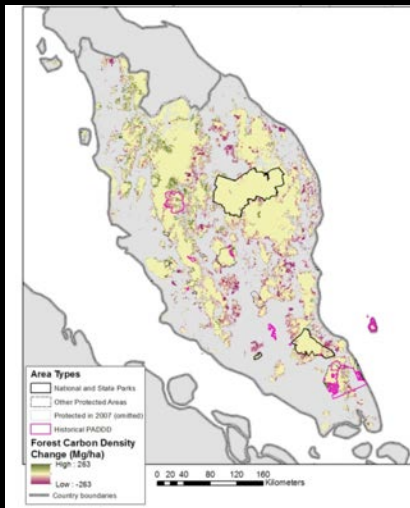 Area Types
National and State Parks
Other Protected Areas
Protected in 2007 (omitted)
Historical PADDD
Forest Carbon Density
Change (Mg/ha)
High : 263
Low : -263
Country boundaries
0 20 40 80 120 160
Kilometers